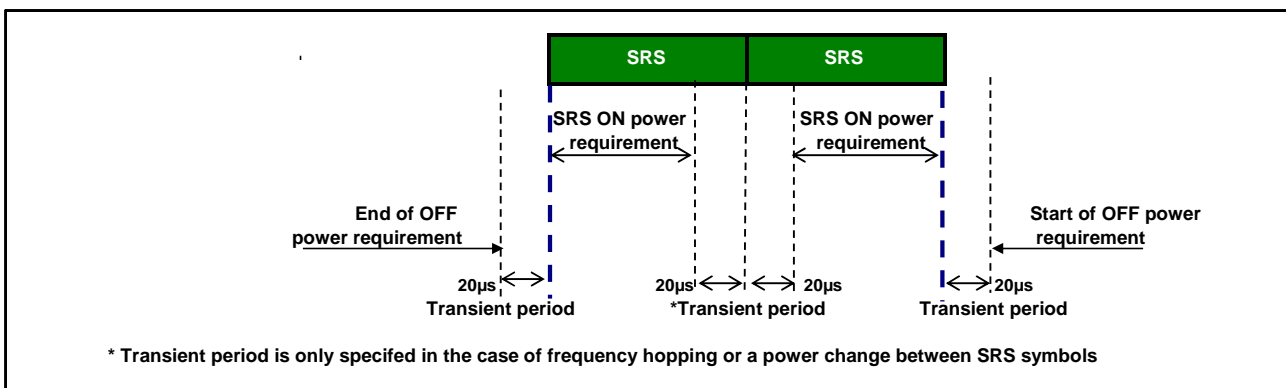 SRS SRS
SRS ON power
requirement
SRS ON power
requirement
End of OFF
power requirement
Start of OFF power
requirement
20µs 20µs 20µs 20µs
Transient period *Transient period Transient period
* Transient period is only specifed in the case of frequency hopping or a power change between SRS symbols